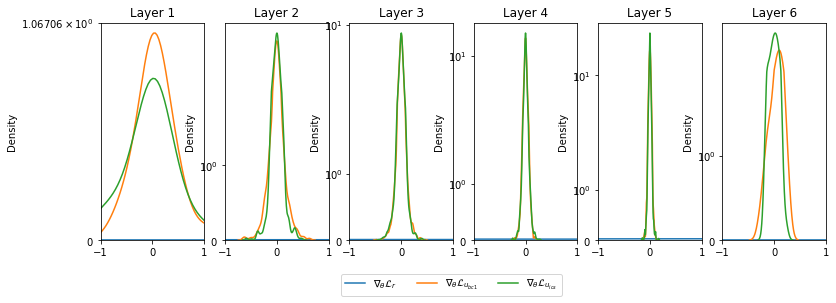 Layer 1
Layer 2
Layer 3
Layer 4
Layer 5
Layer 6
1.06706 × 10⁰
0
Density
−1
0
1
10⁰
0
Density
−1
0
1
10¹
10⁰
0
Density
−1
0
1
10¹
10⁰
0
Density
−1
0
1
10¹
10⁰
0
Density
−1
0
1
10⁰
0
Density
−1
0
1
∇θℒr
∇θℒu_bc1
∇θℒu_ics